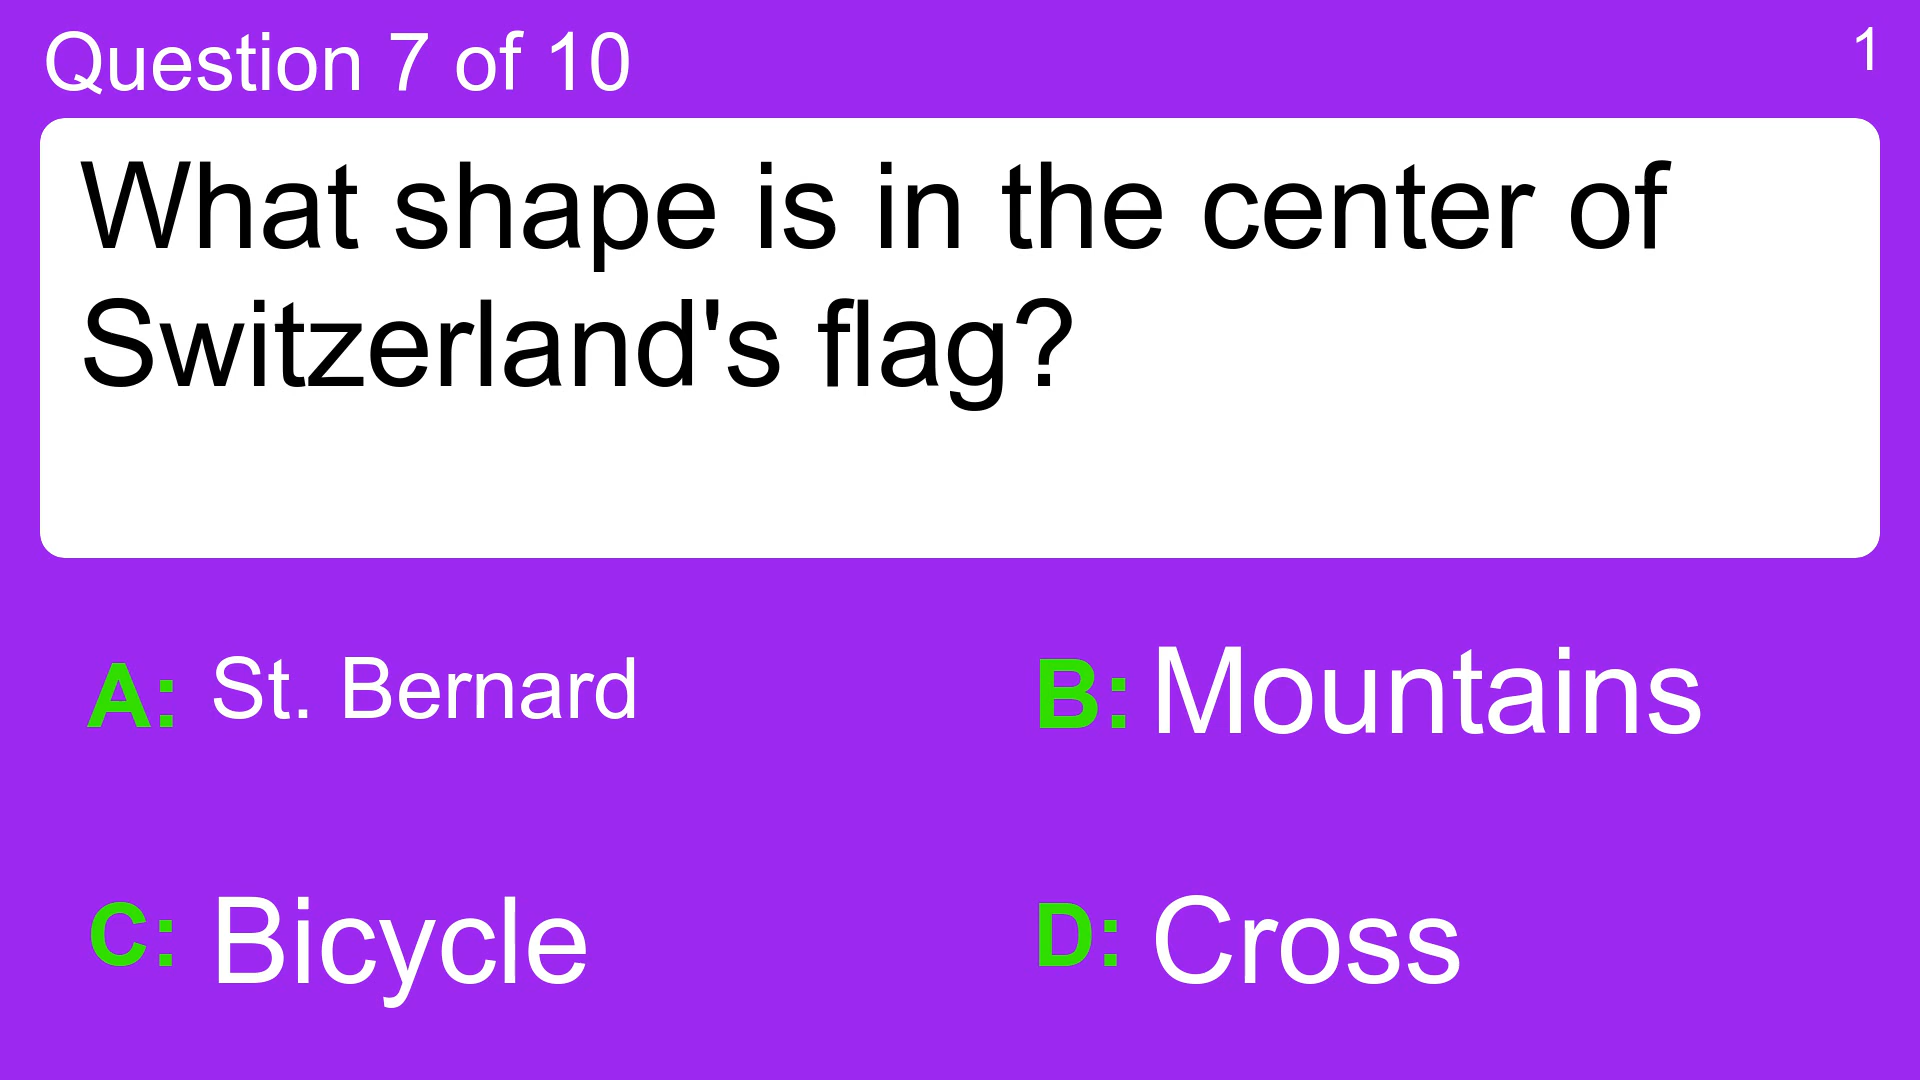 Question 7 of 10
1
What shape is in the center of
Switzerland's flag?
A: St. Bernard
B: Mountains
C: Bicycle
D: Cross